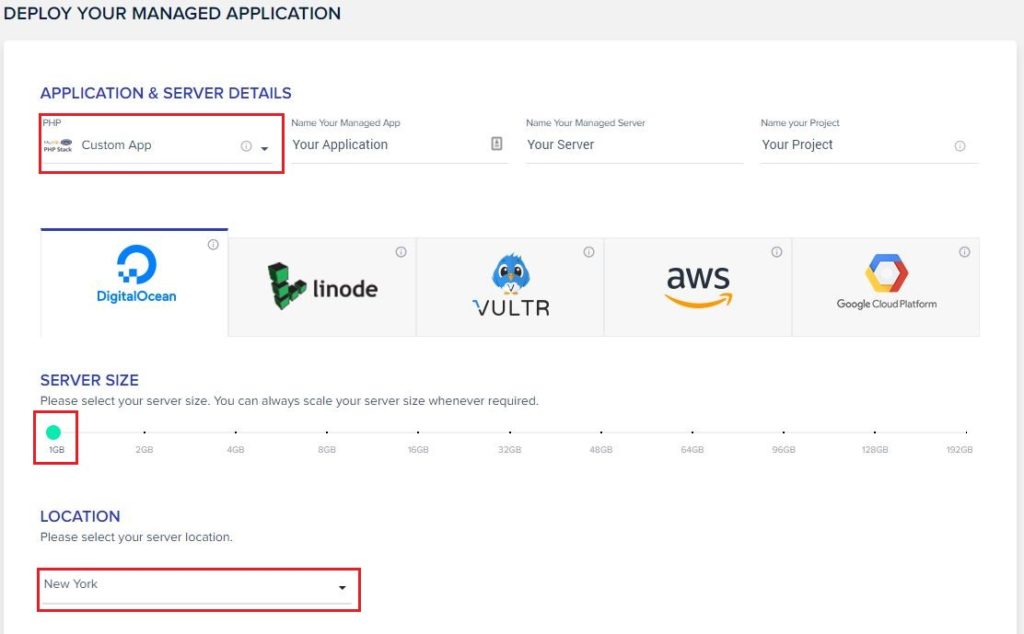 DEPLOY YOUR MANAGED APPLICATION
APPLICATION & SERVER DETAILS
PHP
Name Your Managed App
Name Your Managed Server
Name your Project
PHP Stack
Custom App
Your Application
Your Server
Your Project
DigitalOcean
linode
VULTR
aws
Google Cloud Platform
SERVER SIZE
Please select your server size. You can always scale your server size whenever required.
1GB 2GB 4GB 8GB 16GB 32GB 48GB 64GB 96GB 128GB 192GB
LOCATION
Please select your server location.
New York